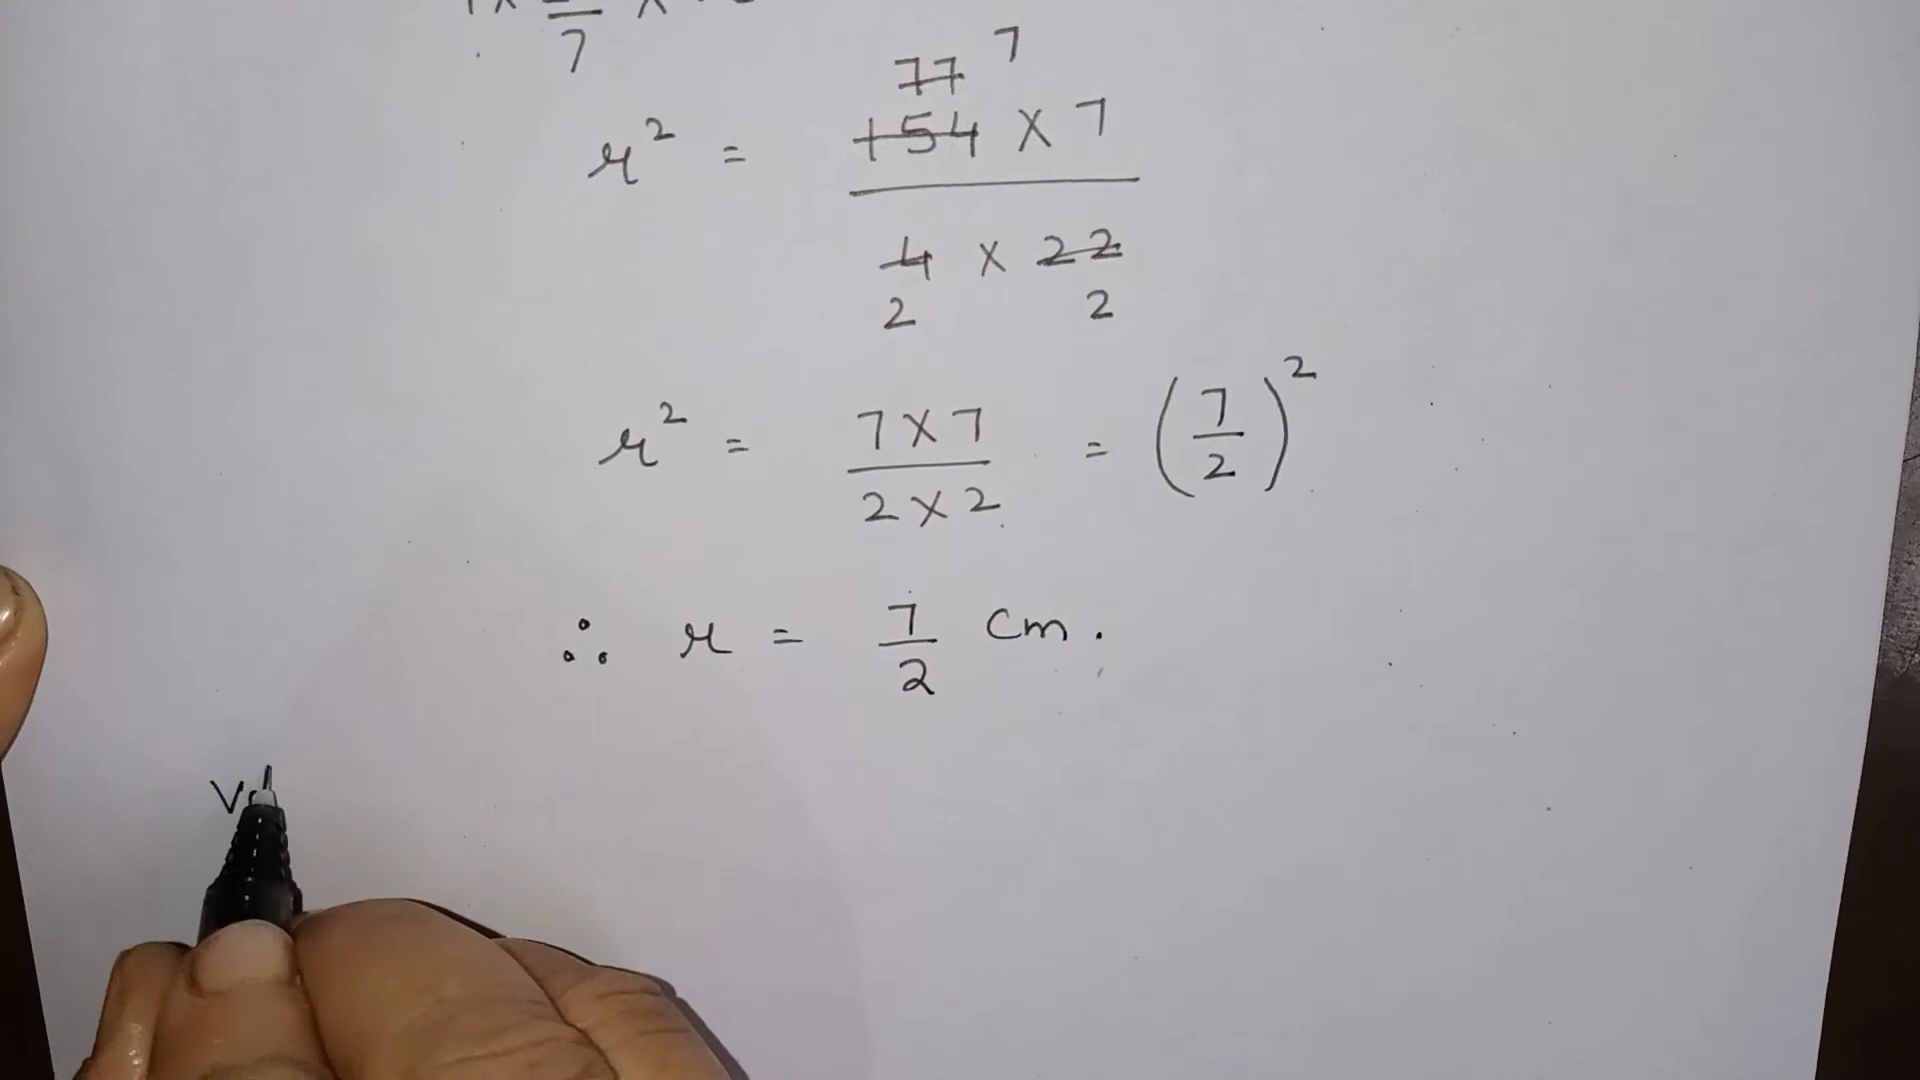 7
77 7
r² = 154 × 7
4 × 22
2 2
r² = 7×7 = (7/2)²
2×2
∴ r = 7/2 cm.